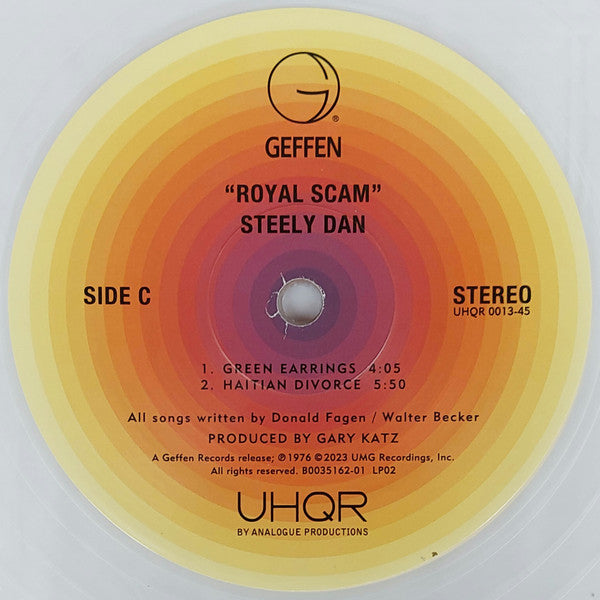 G®
GEFFEN
“ROYAL SCAM”
STEELY DAN
SIDE C
STEREO
UHQR 0013-45
1. GREEN EARRINGS 4:05
2. HAITIAN DIVORCE 5:50
All songs written by Donald Fagen / Walter Becker
PRODUCED BY GARY KATZ
A Geffen Records release; ℗ 1976 © 2023 UMG Recordings, Inc.
All rights reserved. B0035162-01 LP02
UHQR
BY ANALOGUE PRODUCTIONS